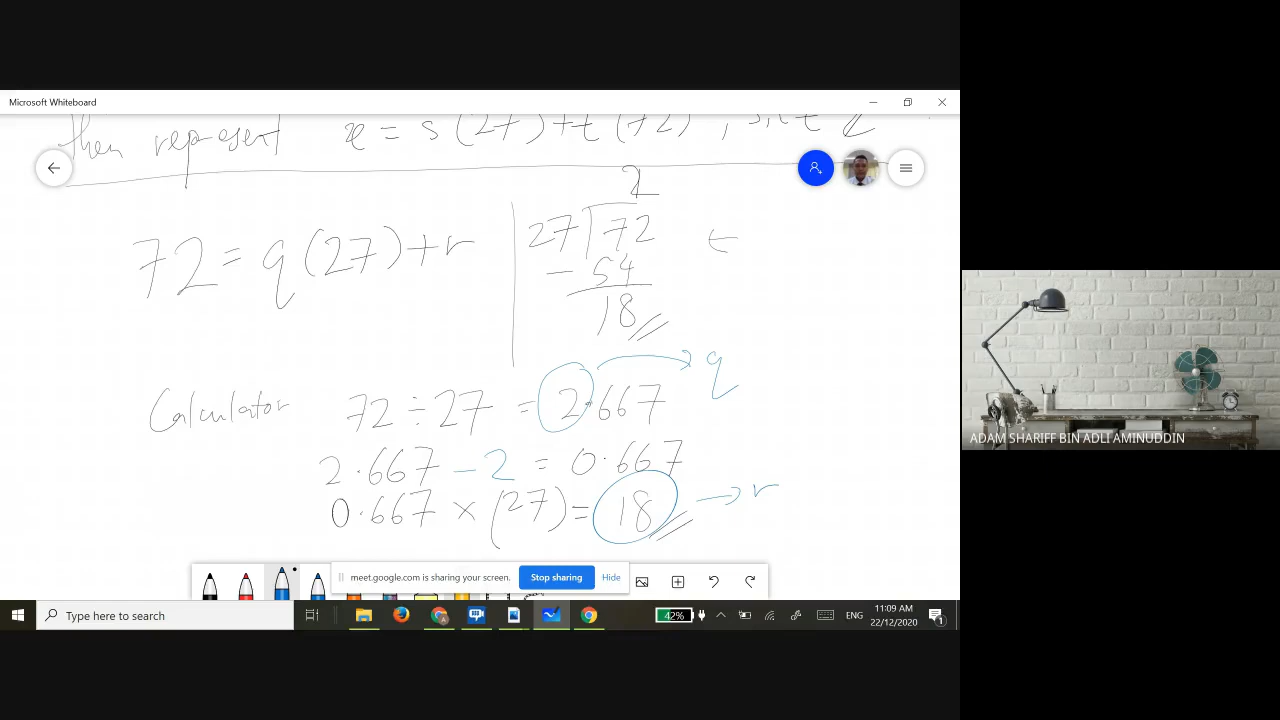 Microsoft Whiteboard
then represent x = s(27)+t(72), s,t
72 = q(27)+r
2
27 72
- 54
18
Calculator 72 ÷ 27 = 2.667 → q
2.667 - 2 = 0.667
0.667 × (27) = 18 → r
ADAM SHARIFF BIN ADLI AMINUDDIN
meet.google.com is sharing your screen. Stop sharing Hide
Type here to search
42%
ENG
11:09 AM
22/12/2020
1